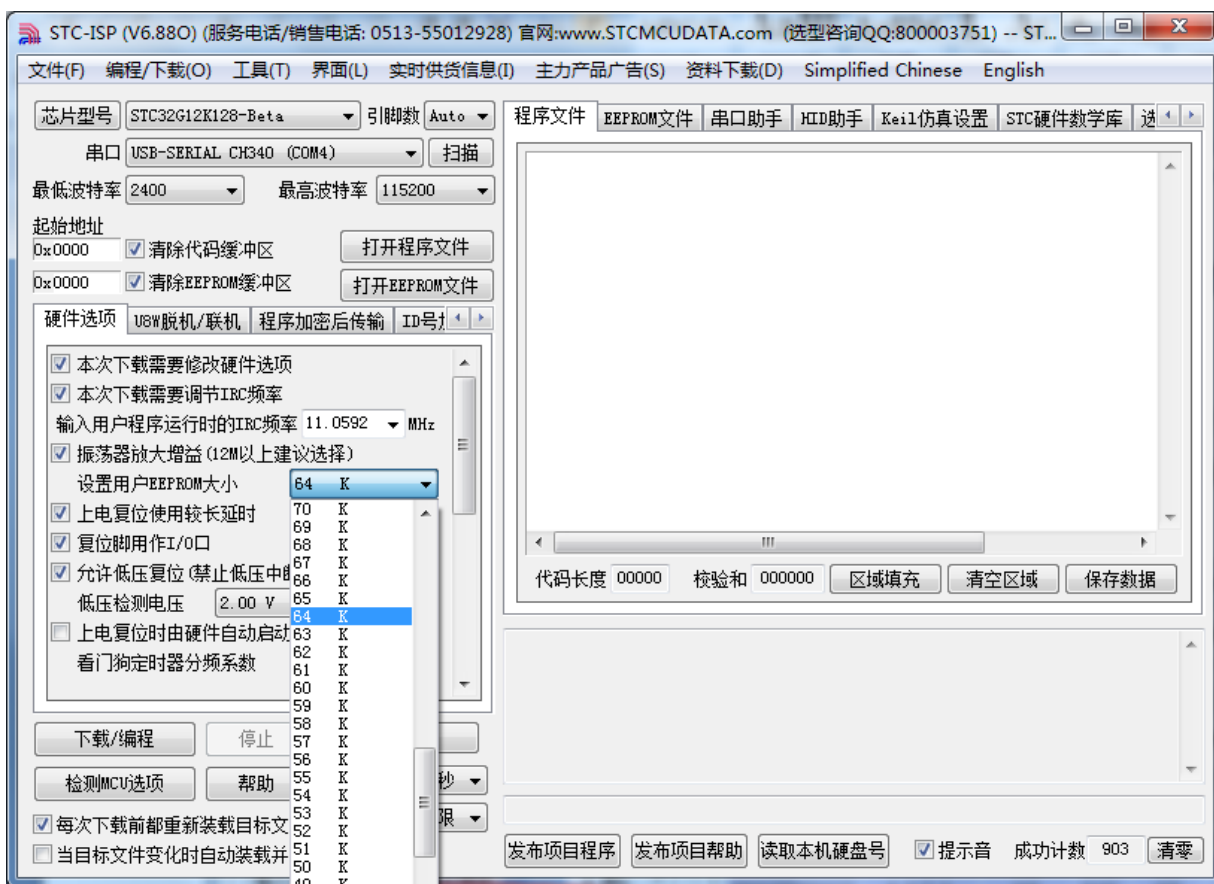 STC-ISP (V6.88O) (服务电话/销售电话: 0513-55012928) 官网:www.STCMCUDATA.com (选型咨询QQ:800003751) -- ST...
文件(F) 编程/下载(O) 工具(T) 界面(L) 实时供货信息(I) 主力产品广告(S) 资料下载(D) Simplified Chinese English
芯片型号 STC32G12K128-Beta 引脚数 Auto
串口 USB-SERIAL CH340 (COM4) 扫描
最低波特率 2400 最高波特率 115200
起始地址
0x0000 清除代码缓冲区 打开程序文件
0x0000 清除EEPROM缓冲区 打开EEPROM文件
硬件选项 U8W脱机/联机 程序加密后传输 ID号
本次下载需要修改硬件选项
本次下载需要调节IRC频率
输入用户程序运行时的IRC频率 11.0592 MHz
振荡器放大增益(12M以上建议选择)
设置用户EEPROM大小 64 K
上电复位使用较长延时
复位脚用作I/O口
允许低压复位(禁止低压中
低压检测电压 2.00 V
上电复位时由硬件自动启动
看门狗定时器分频系数
70 K
69 K
68 K
67 K
66 K
65 K
64 K
63 K
62 K
61 K
60 K
59 K
58 K
57 K
56 K
55 K
54 K
53 K
52 K
51 K
50 K
49 K
下载/编程 停止
检测MCU选项 帮助 秒
限
每次下载前都重新装载目标文
当目标文件变化时自动装载并
程序文件 EEPROM文件 串口助手 HID助手 Keil仿真设置 STC硬件数学库 选
代码长度 00000 校验和 000000 区域填充 清空区域 保存数据
发布项目程序 发布项目帮助 读取本机硬盘号 提示音 成功计数 903 清零